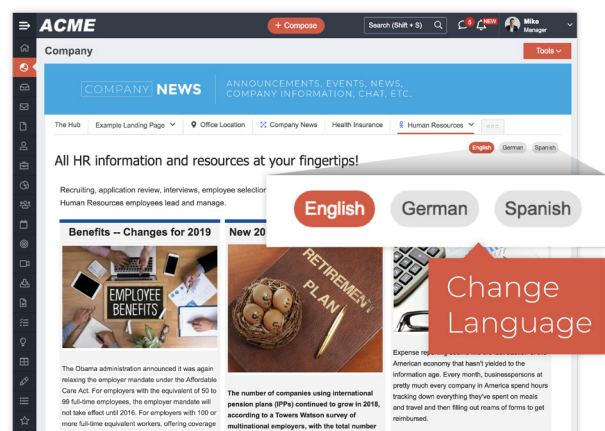 ACME
+ Compose
Search (Shift + S)
5
NEW
Mike
Manager
Company
Tools
COMPANY NEWS
ANNOUNCEMENTS, EVENTS, NEWS,
COMPANY INFORMATION, CHAT, ETC.
The Hub Example Landing Page Office Location Company News Health Insurance Human Resources
English German Spanish
All HR information and resources at your fingertips!
Recruiting, application review, interviews, employee selection
Human Resources employees lead and manage.
English German Spanish
Change
Language
Benefits -- Changes for 2019
EMPLOYEE
BENEFITS
The Obama administration announced it was again
relaxing the employer mandate under the Affordable
Care Act. For employers with the equivalent of 50 to
99 full-time employees, the employer mandate will
not take effect until 2016. For employers with 100 or
more full-time equivalent workers, offering coverage
New 20
RETIREMENT
PLAN
The number of companies using international
pension plans (IPPs) continued to grow in 2018,
according to a Towers Watson survey of
multinational employers, with the total number
Expense
American economy that hasn't yielded to the
information age. Every month, businesspersons at
pretty much every company in America spend hours
tracking down everything they've spent on meals
and travel and then filling out reams of forms to get
reimbursed.